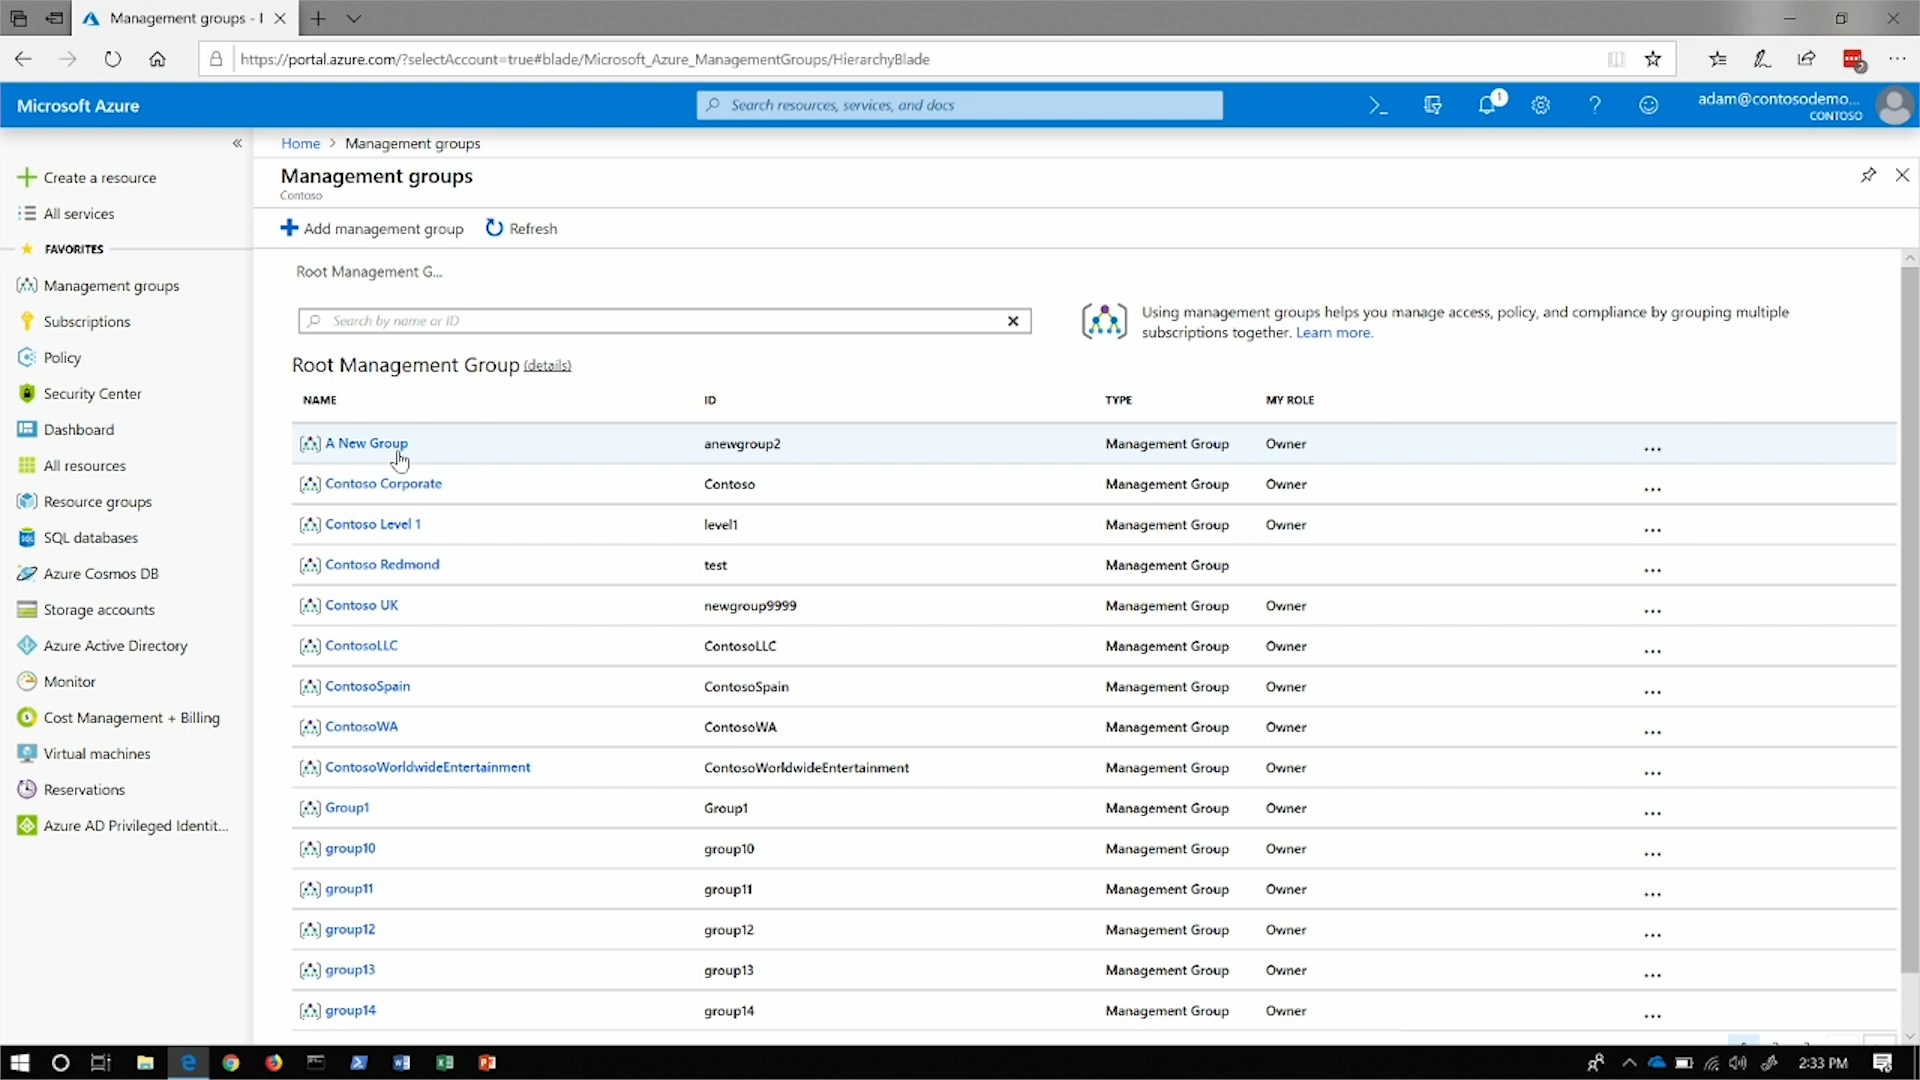 Management groups - I
https://portal.azure.com/?selectAccount=true#blade/Microsoft_Azure_ManagementGroups/HierarchyBlade
2
Microsoft Azure
Search resources, services, and docs
1
adam@contosodemo...
CONTOSO
Create a resource
All services
FAVORITES
Management groups
Subscriptions
Policy
Security Center
Dashboard
All resources
Resource groups
SQL databases
Azure Cosmos DB
Storage accounts
Azure Active Directory
Monitor
Cost Management + Billing
Virtual machines
Reservations
Azure AD Privileged Identit...
Home > Management groups
Management groups
Contoso
Add management group Refresh
Root Management G...
Search by name or ID
Using management groups helps you manage access, policy, and compliance by grouping multiple
subscriptions together. Learn more.
Root Management Group (details)
NAME ID TYPE MY ROLE
A New Group anewgroup2 Management Group Owner ...
Contoso Corporate Contoso Management Group Owner ...
Contoso Level 1 level1 Management Group Owner ...
Contoso Redmond test Management Group ...
Contoso UK newgroup9999 Management Group Owner ...
ContosoLLC ContosoLLC Management Group Owner ...
ContosoSpain ContosoSpain Management Group Owner ...
ContosoWA ContosoWA Management Group Owner ...
ContosoWorldwideEntertainment ContosoWorldwideEntertainment Management Group Owner ...
Group1 Group1 Management Group Owner ...
group10 group10 Management Group Owner ...
group11 group11 Management Group Owner ...
group12 group12 Management Group Owner ...
group13 group13 Management Group Owner ...
group14 group14 Management Group Owner ...
2:33 PM